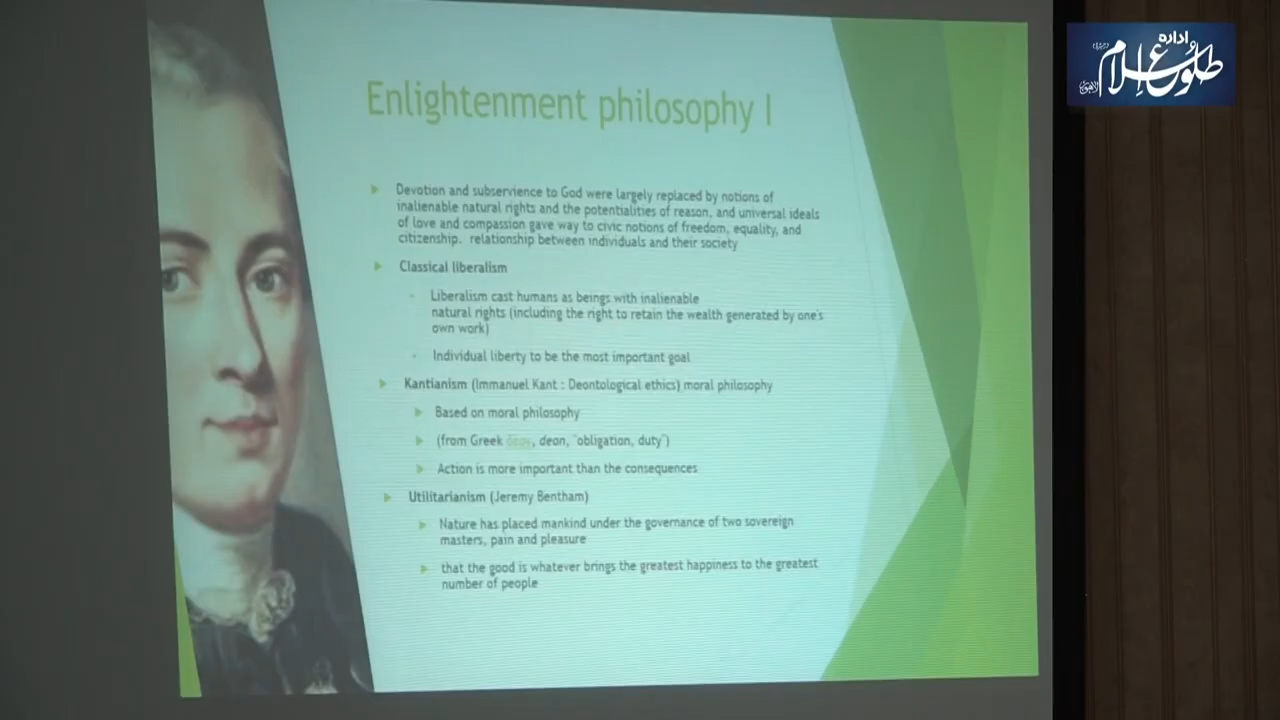 Enlightenment philosophy I
Devotion and subservience to God were largely replaced by notions of
inalienable natural rights and the potentialities of reason, and universal ideals
of love and compassion gave way to civic notions of freedom, equality, and
citizenship. relationship between individuals and their society
Classical liberalism
Liberalism cast humans as beings with inalienable
natural rights (including the right to retain the wealth generated by one's
own work)
Individual liberty to be the most important goal
Kantianism (Immanuel Kant : Deontological ethics) moral philosophy
Based on moral philosophy
(from Greek , deon, "obligation, duty")
Action is more important than the consequences
Utilitarianism (Jeremy Bentham)
Nature has placed mankind under the governance of two sovereign
masters, pain and pleasure
that the good is whatever brings the greatest happiness to the greatest
number of people
ادارہ
طلوع اسلام